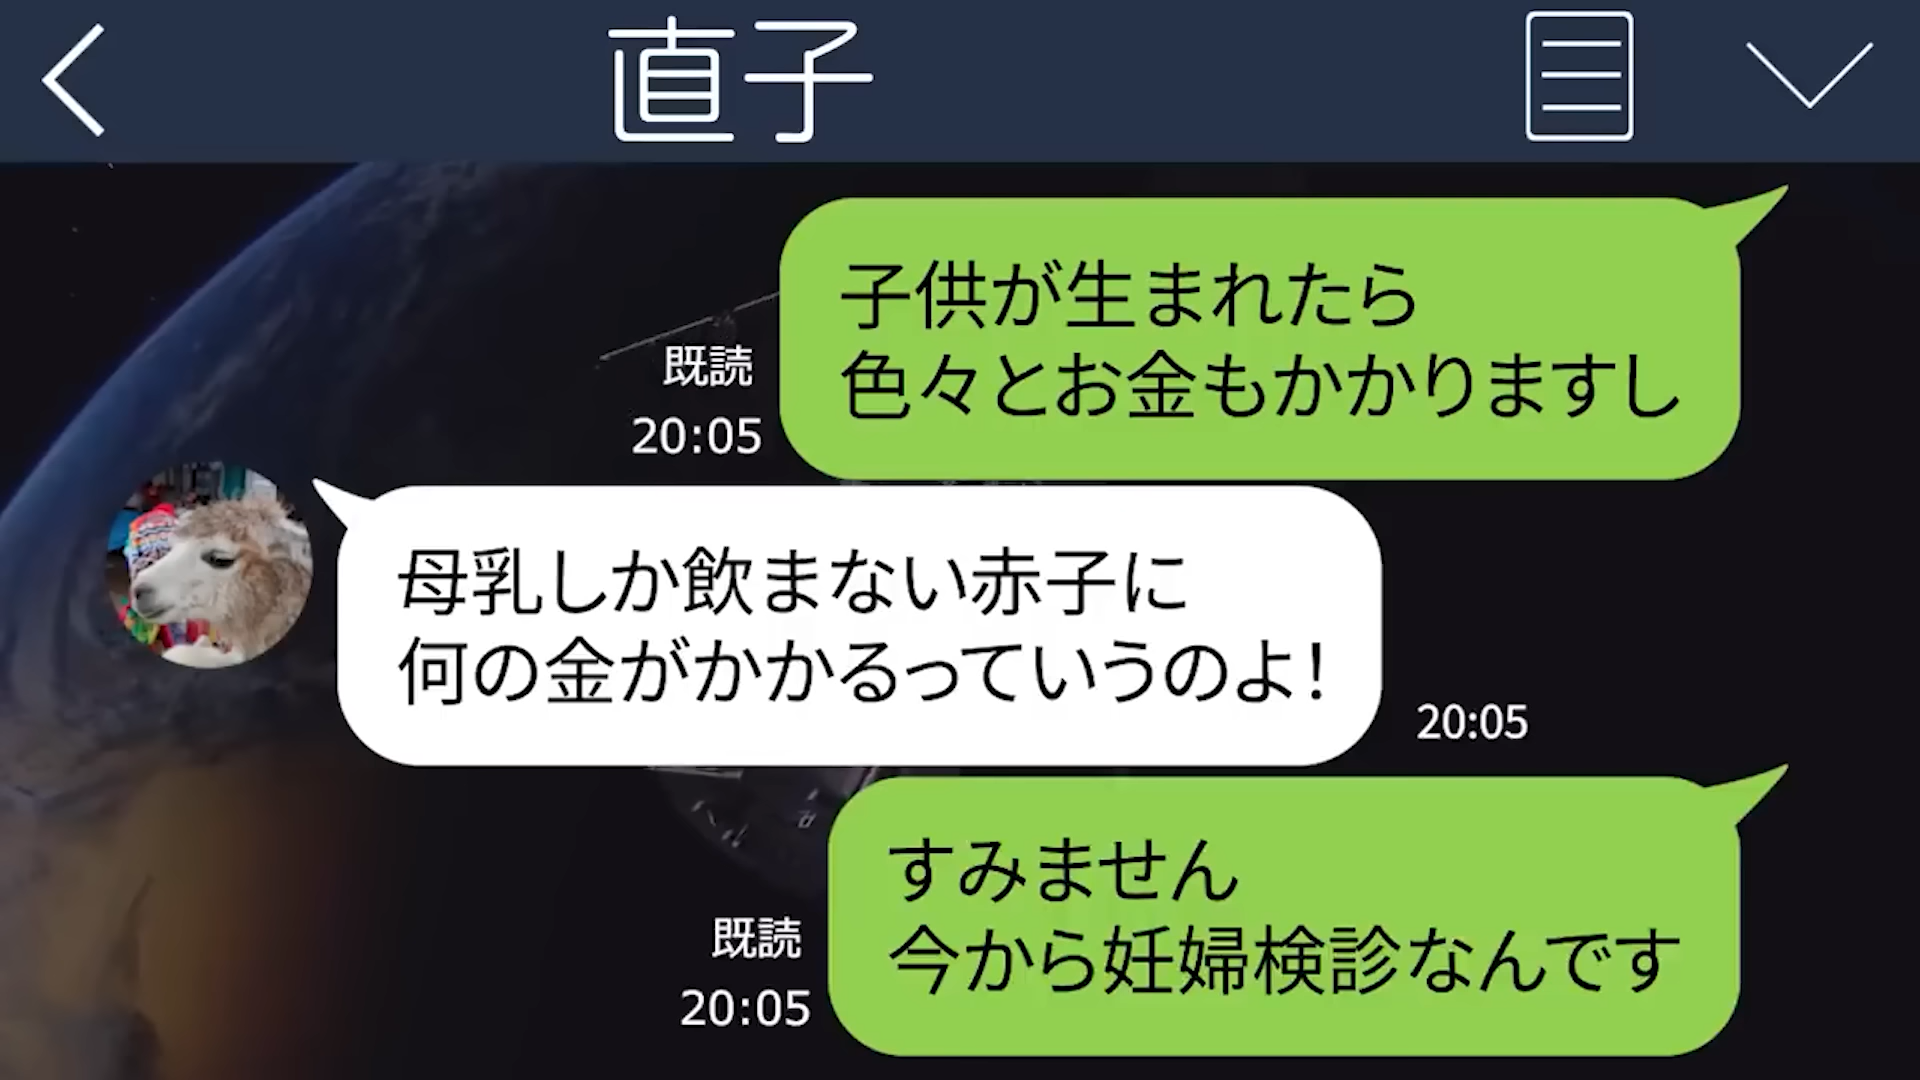 直子
子供が生まれたら
色々とお金もかかりますし
既読
20:05
母乳しか飲まない赤子に
何の金がかかるっていうのよ!
20:05
すみません
今から妊婦検診なんです
既読
20:05